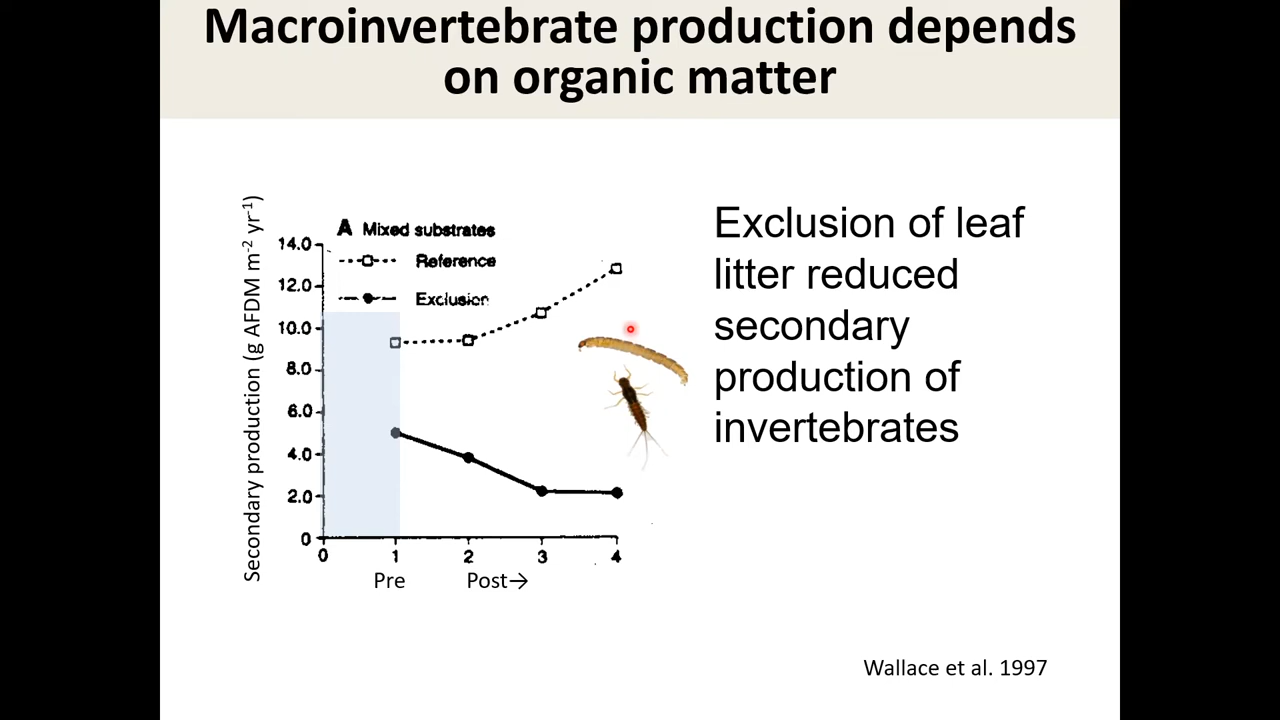 Macroinvertebrate production depends
on organic matter
Secondary production (g AFDM m⁻² yr⁻¹)
A Mixed substrates
Reference
Exclusion
14.0
12.0
10.0
8.0
6.0
4.0
2.0
0
0 1 2 3 4
Pre Post→
Exclusion of leaf
litter reduced
secondary
production of
invertebrates
Wallace et al. 1997